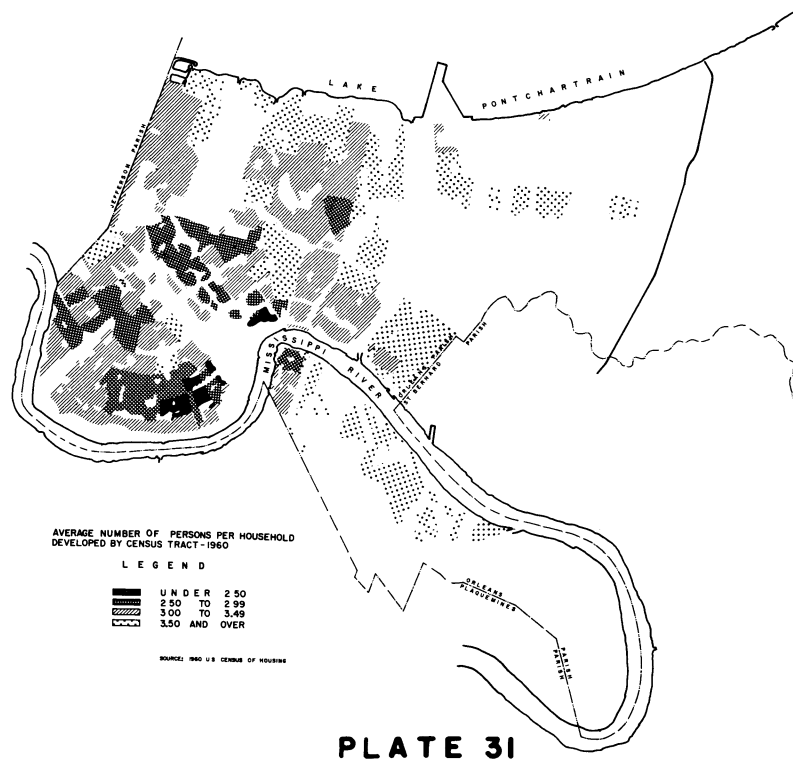 LAKE PONTCHARTRAIN
JEFFERSON PARISH
MISSISSIPPI RIVER
ORLEANS PARISH
ST BERNARD PARISH
AVERAGE NUMBER OF PERSONS PER HOUSEHOLD
DEVELOPED BY CENSUS TRACT-1960
LEGEND
UNDER 2 50
2 50 TO 2 99
3 00 TO 3.49
3.50 AND OVER
SOURCE: 1960 U S CENSUS OF HOUSING
ORLEANS PARISH
PLAQUEMINES PARISH
PLATE 31